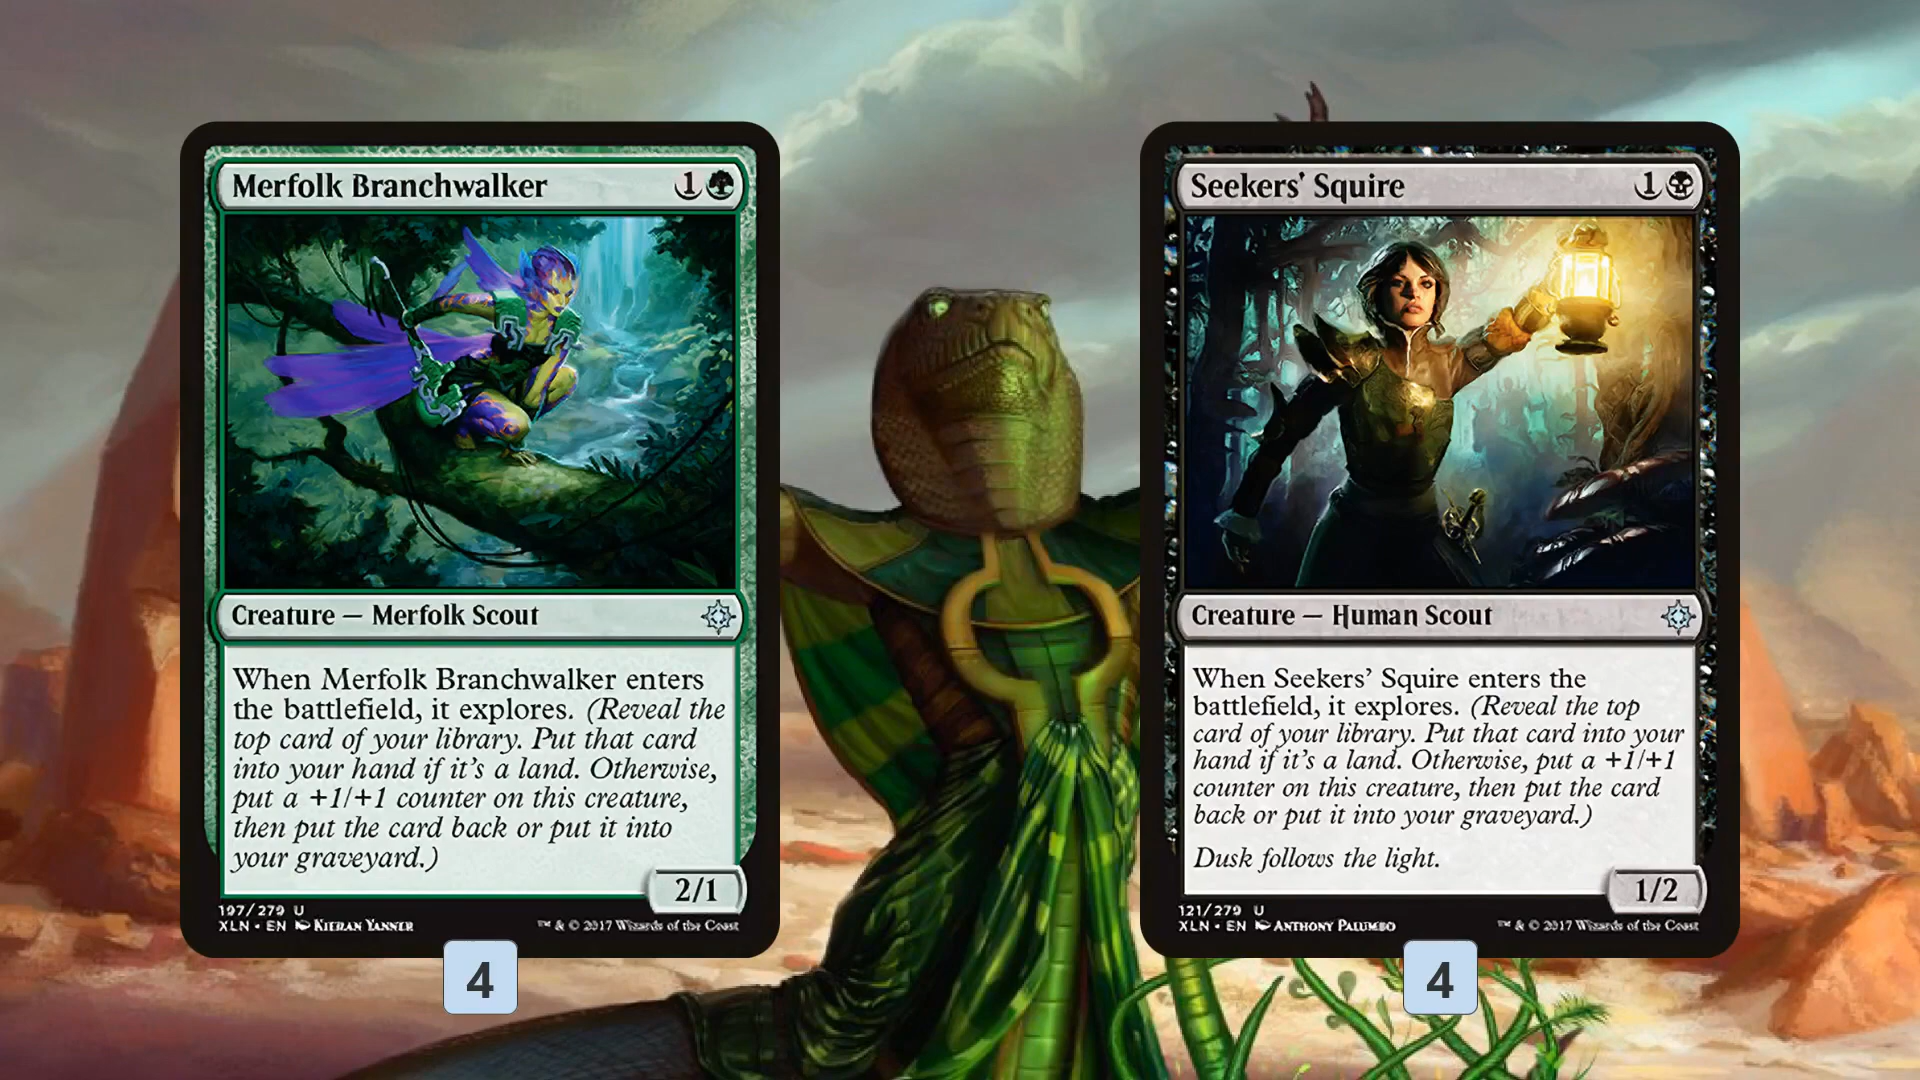 Merfolk Branchwalker
1
Creature — Merfolk Scout
When Merfolk Branchwalker enters
the battlefield, it explores. (Reveal the
top card of your library. Put that card
into your hand if it's a land. Otherwise,
put a +1/+1 counter on this creature,
then put the card back or put it into
your graveyard.)
2/1
197/279 U
XLN • EN Kieran Yanner
™ & © 2017 Wizards of the Coast
4
Seekers' Squire
1
Creature — Human Scout
When Seekers' Squire enters the
battlefield, it explores. (Reveal the top
card of your library. Put that card into your
hand if it's a land. Otherwise, put a +1/+1
counter on this creature, then put the card
back or put it into your graveyard.)
Dusk follows the light.
1/2
121/279 U
XLN • EN Anthony Palumbo
™ & © 2017 Wizards of the Coast
4